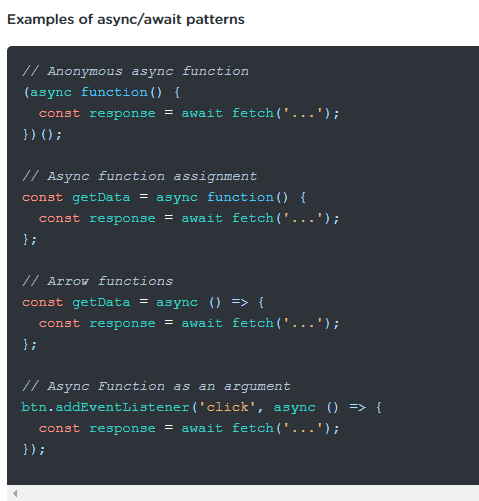 Examples of async/await patterns
// Anonymous async function
(async function() {
  const response = await fetch('...');
})();
// Async function assignment
const getData = async function() {
  const response = await fetch('...');
};
// Arrow functions
const getData = async () => {
  const response = await fetch('...');
};
// Async Function as an argument
btn.addEventListener('click', async () => {
  const response = await fetch('...');
});